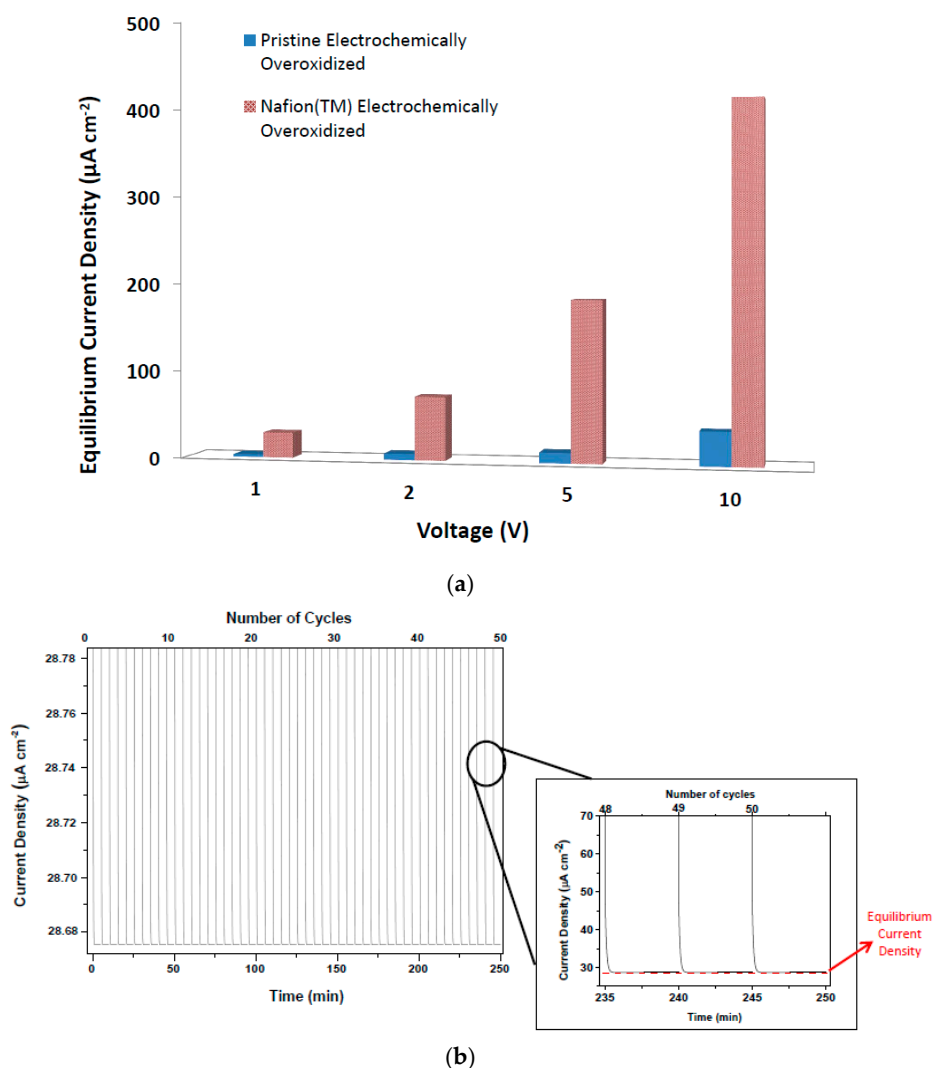 500
400
300
200
100
0
Equilibrium Current Density (µA cm-2)
Pristine Electrochemically
Overoxidized
Nafion(TM) Electrochemically
Overoxidized
1 2 5 10
Voltage (V)
(a)
Number of Cycles
0 10 20 30 40 50
28.78
28.76
28.74
28.72
28.70
28.68
Current Density (µA cm-2)
0 50 100 150 200 250
Time (min)
Number of cycles
48 49 50
70
60
50
40
30
Current Density (µA cm-2)
235 240 245 250
Time (min)
Equilibrium
Current
Density
(b)